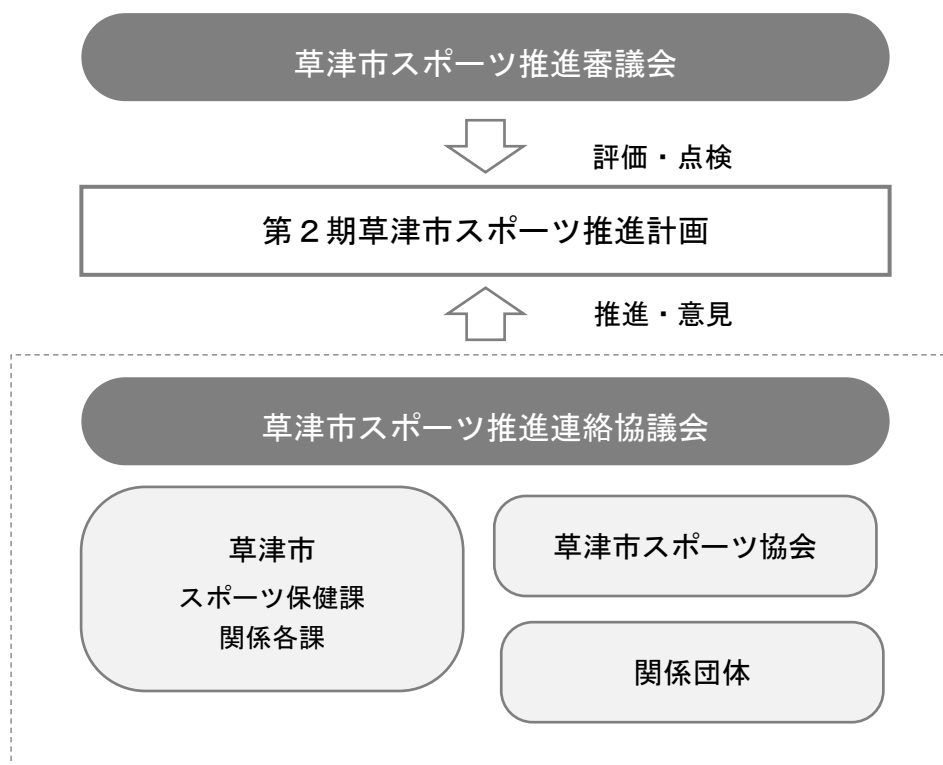 草津市スポーツ推進審議会
評価・点検
第２期草津市スポーツ推進計画
推進・意見
草津市スポーツ推進連絡協議会
草津市
スポーツ保健課
関係各課
草津市スポーツ協会
関係団体